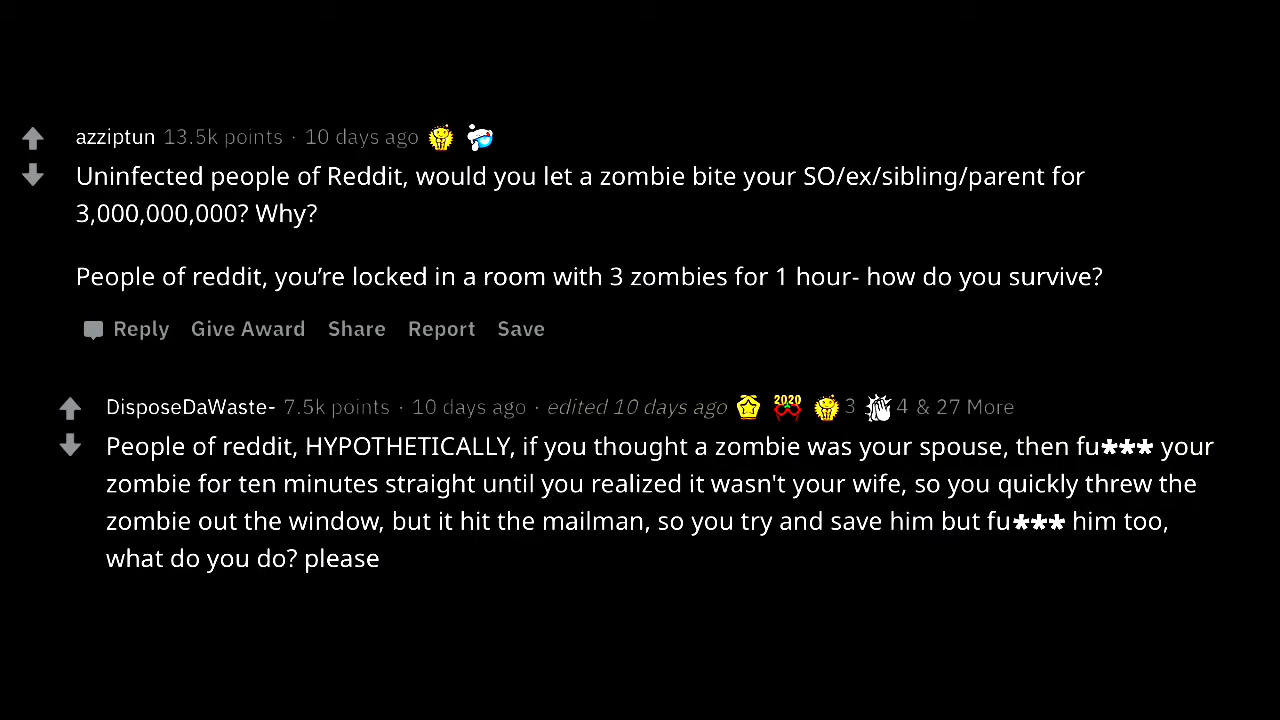 azziptun 13.5k points · 10 days ago
Uninfected people of Reddit, would you let a zombie bite your SO/ex/sibling/parent for
3,000,000,000? Why?
People of reddit, you’re locked in a room with 3 zombies for 1 hour- how do you survive?
Reply Give Award Share Report Save
DisposeDaWaste- 7.5k points · 10 days ago · edited 10 days ago 2020 3 4 & 27 More
People of reddit, HYPOTHETICALLY, if you thought a zombie was your spouse, then fu*** your
zombie for ten minutes straight until you realized it wasn't your wife, so you quickly threw the
zombie out the window, but it hit the mailman, so you try and save him but fu*** him too,
what do you do? please